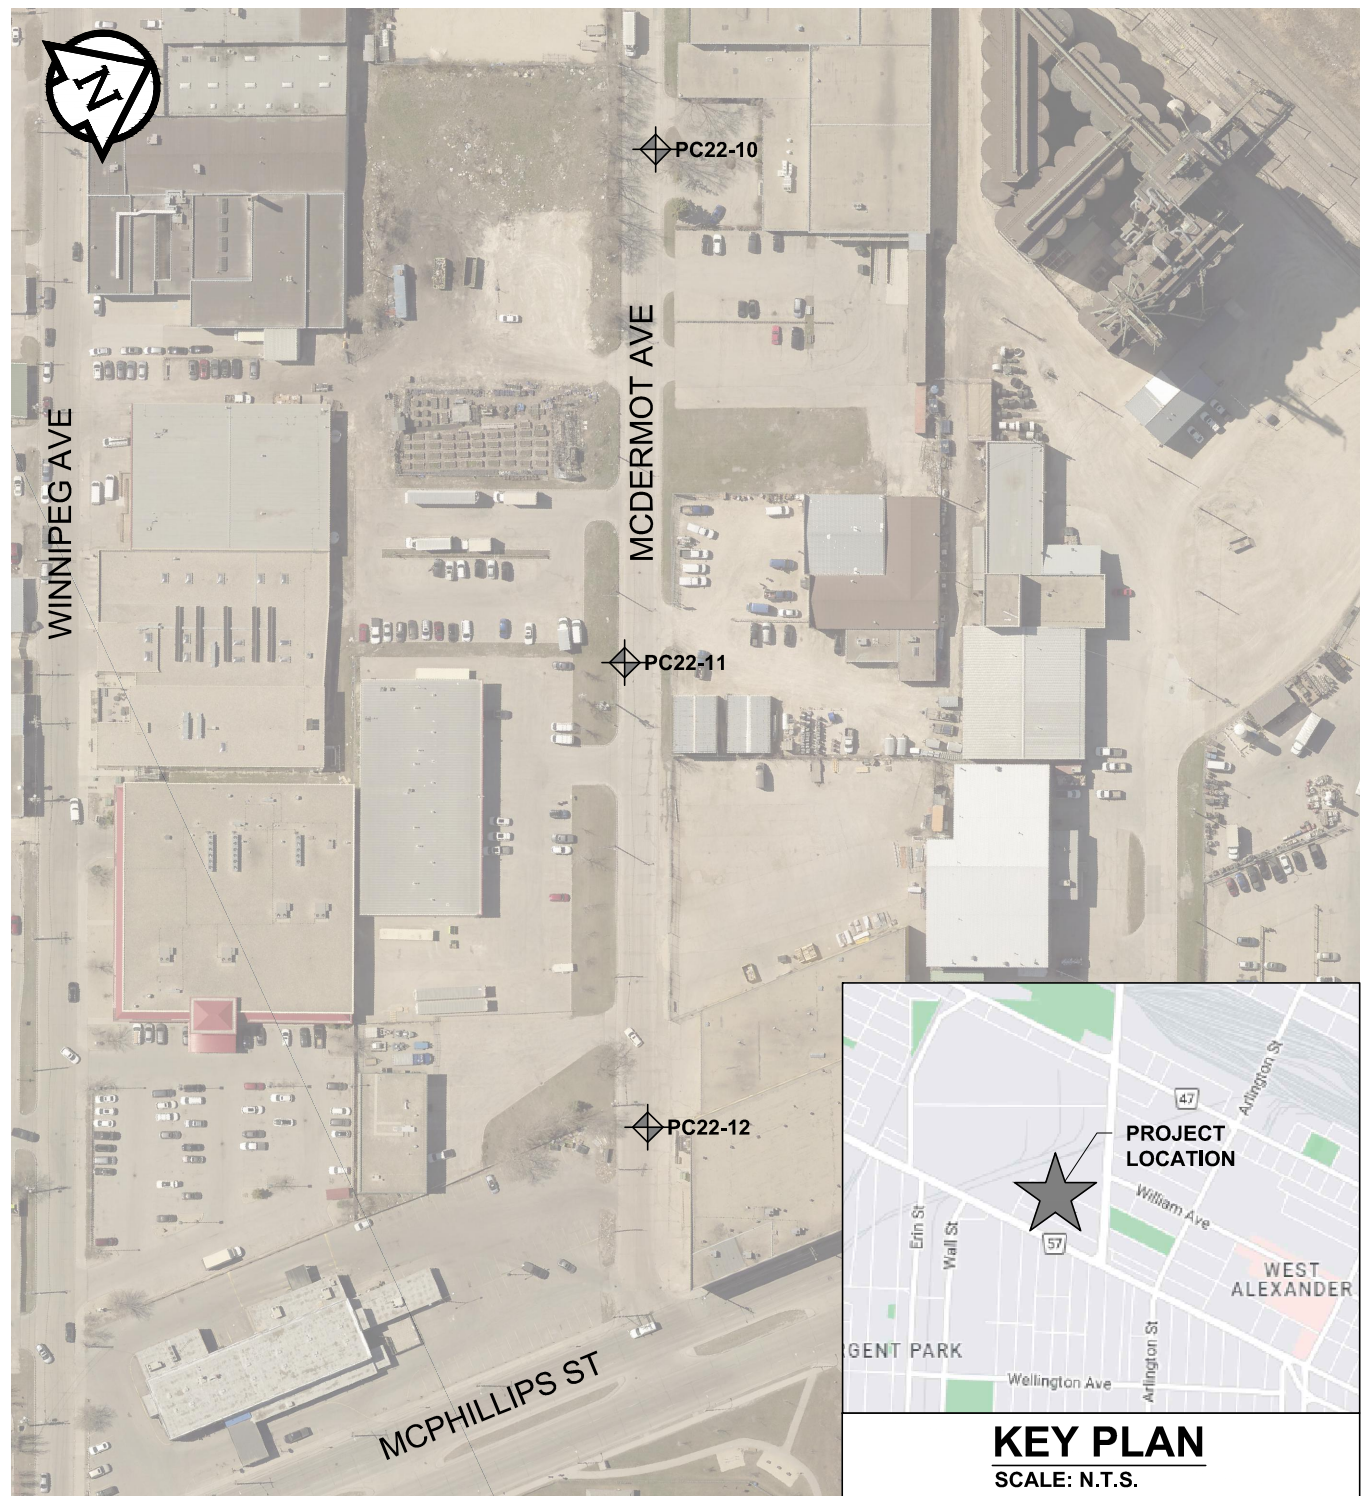 N
PC22-10
MCDERMOT AVE
WINNIPEG AVE
PC22-11
PC22-12
MCPHILLIPS ST
Arlington St
47
PROJECT
LOCATION
William Ave
Erin St
Wall St
57
WEST
ALEXANDER
RGENT PARK
Arlington St
Wellington Ave
KEY PLAN
SCALE: N.T.S.